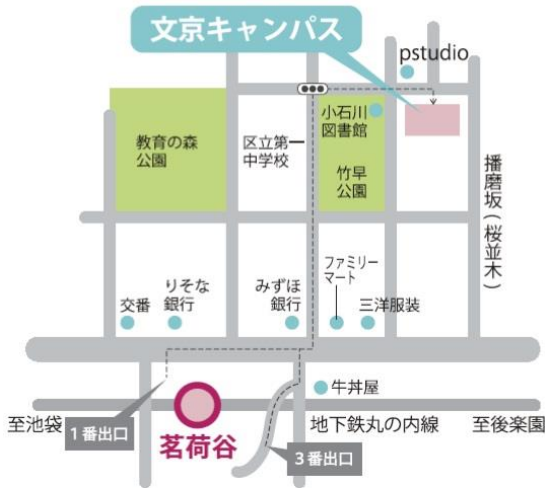 文京キャンパス
pstudio
小石川
図書館
教育の森
公園
区立第一
中学校
竹早
公園
播磨坂(桜並木)
ファミリー
マート
交番
りそな
銀行
みずほ
銀行
三洋服装
牛丼屋
至池袋
1番出口
茗荷谷
3番出口
地下鉄丸の内線
至後楽園